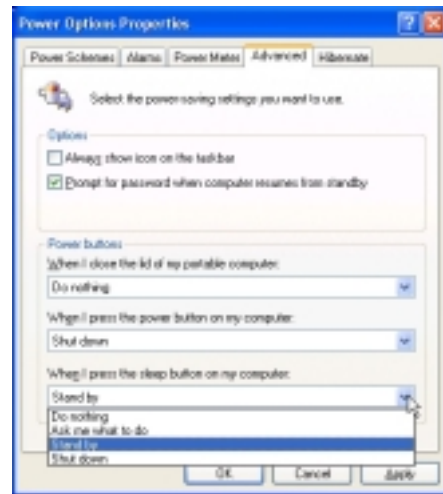 Power Options Properties
Power Schemes Alarms Power Meter Advanced Hibernate
Select the power-saving settings you want to use.
Options
Always show icon on the taskbar
Prompt for password when computer resumes from standby
Power buttons
When I close the lid of my portable computer:
Do nothing
When I press the power button on my computer:
Shut down
When I press the sleep button on my computer:
Stand by
Do nothing
Ask me what to do
Stand by
Shut down
OK Cancel Apply